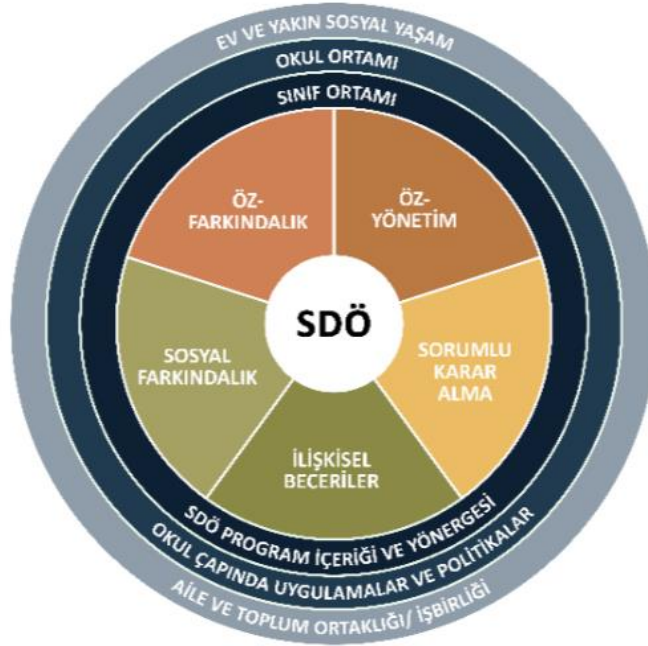 EV VE YAKIN SOSYAL YAŞAM
OKUL ORTAMI
SINIF ORTAMI
ÖZ-
FARKINDALIK
ÖZ-
YÖNETİM
SDÖ
SOSYAL
FARKINDALIK
SORUMLU
KARAR
ALMA
İLİŞKİSEL
BECERİLER
SDÖ PROGRAM İÇERİĞİ VE YÖNERGESİ
OKUL ÇAPINDA UYGULAMALAR VE POLİTİKALAR
AİLE VE TOPLUM ORTAKLIĞI/ İŞBİRLİĞİ